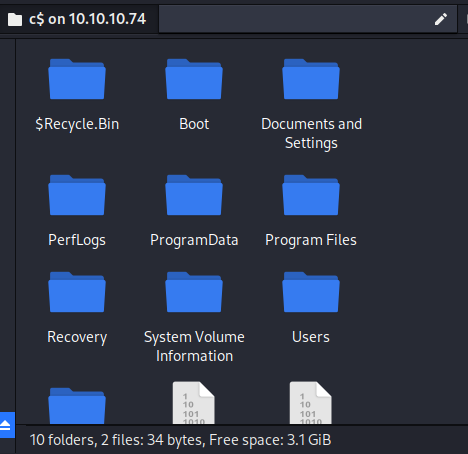 c$ on 10.10.10.74
$Recycle.Bin
Boot
Documents and
Settings
PerfLogs
ProgramData
Program Files
Recovery
System Volume
Information
Users
1
10
101
1010
1
10
101
1010
10 folders, 2 files: 34 bytes, Free space: 3.1 GiB